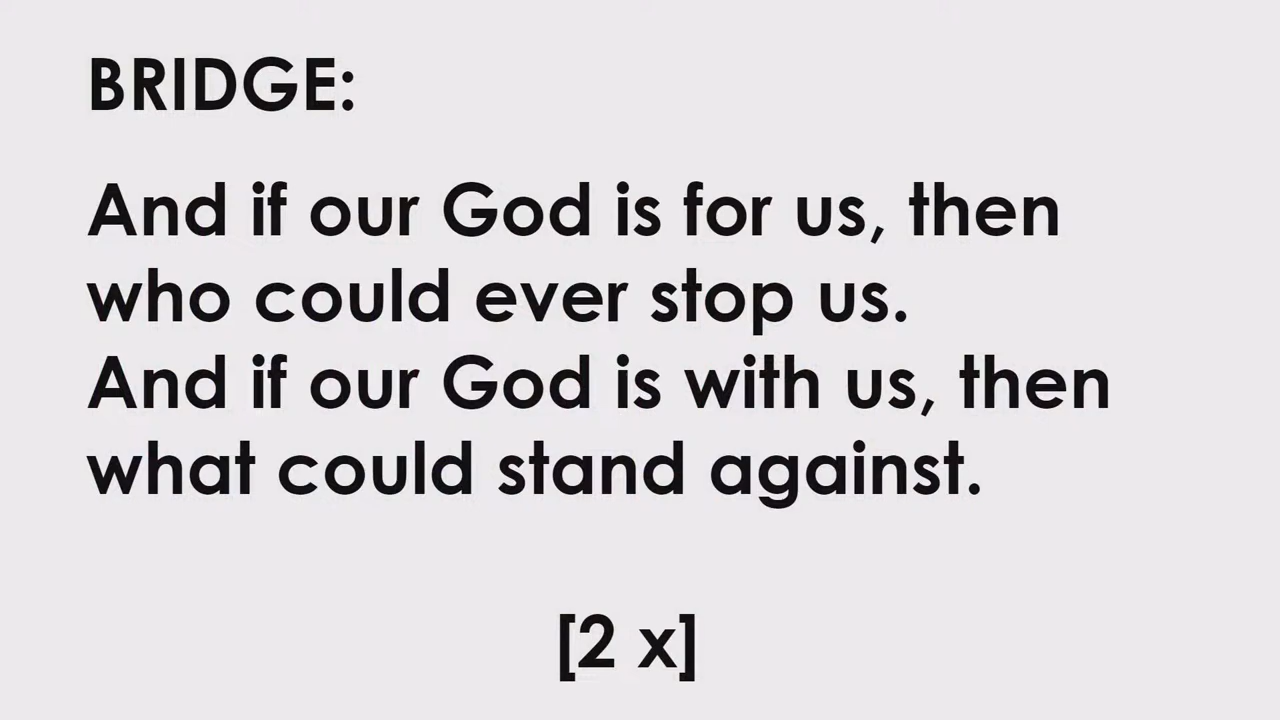 BRIDGE:
And if our God is for us, then
who could ever stop us.
And if our God is with us, then
what could stand against.
[2 x]